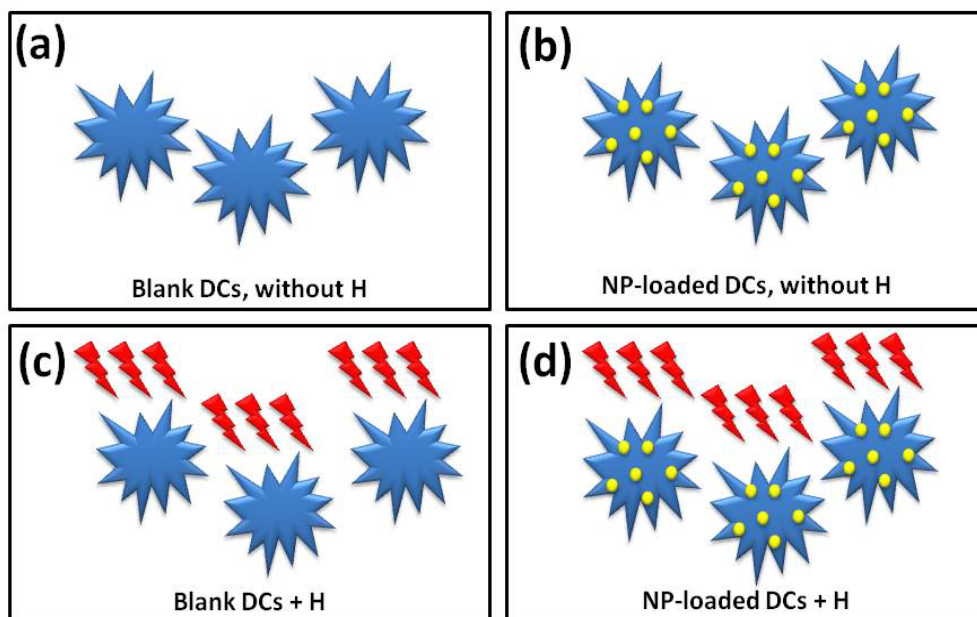 (a)
Blank DCs, without H
(b)
NP-loaded DCs, without H
(c)
Blank DCs + H
(d)
NP-loaded DCs + H